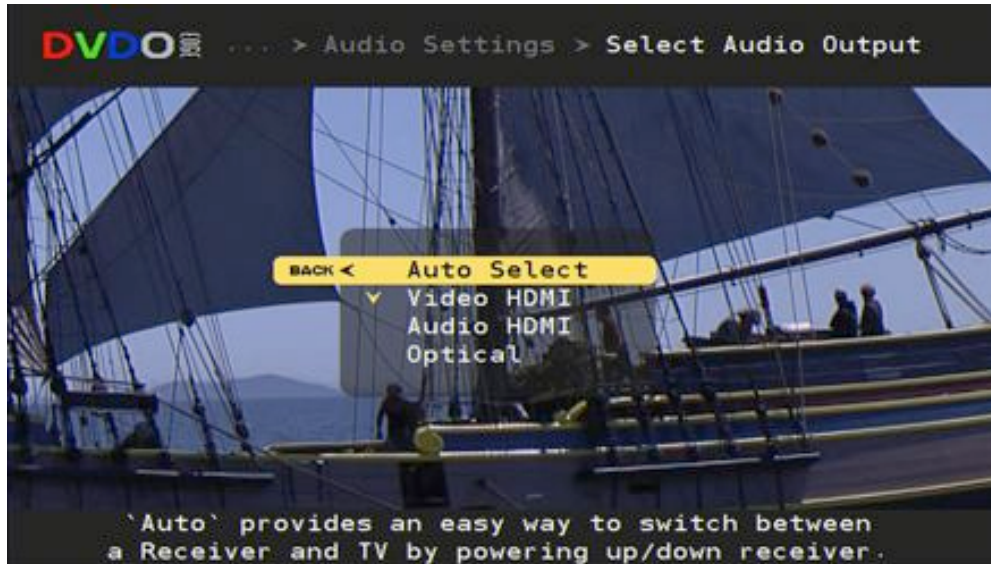 DVDO ... > Audio Settings > Select Audio Output
BACK < Auto Select
Video HDMI
Audio HDMI
Optical
`Auto` provides an easy way to switch between
a Receiver and TV by powering up/down receiver.